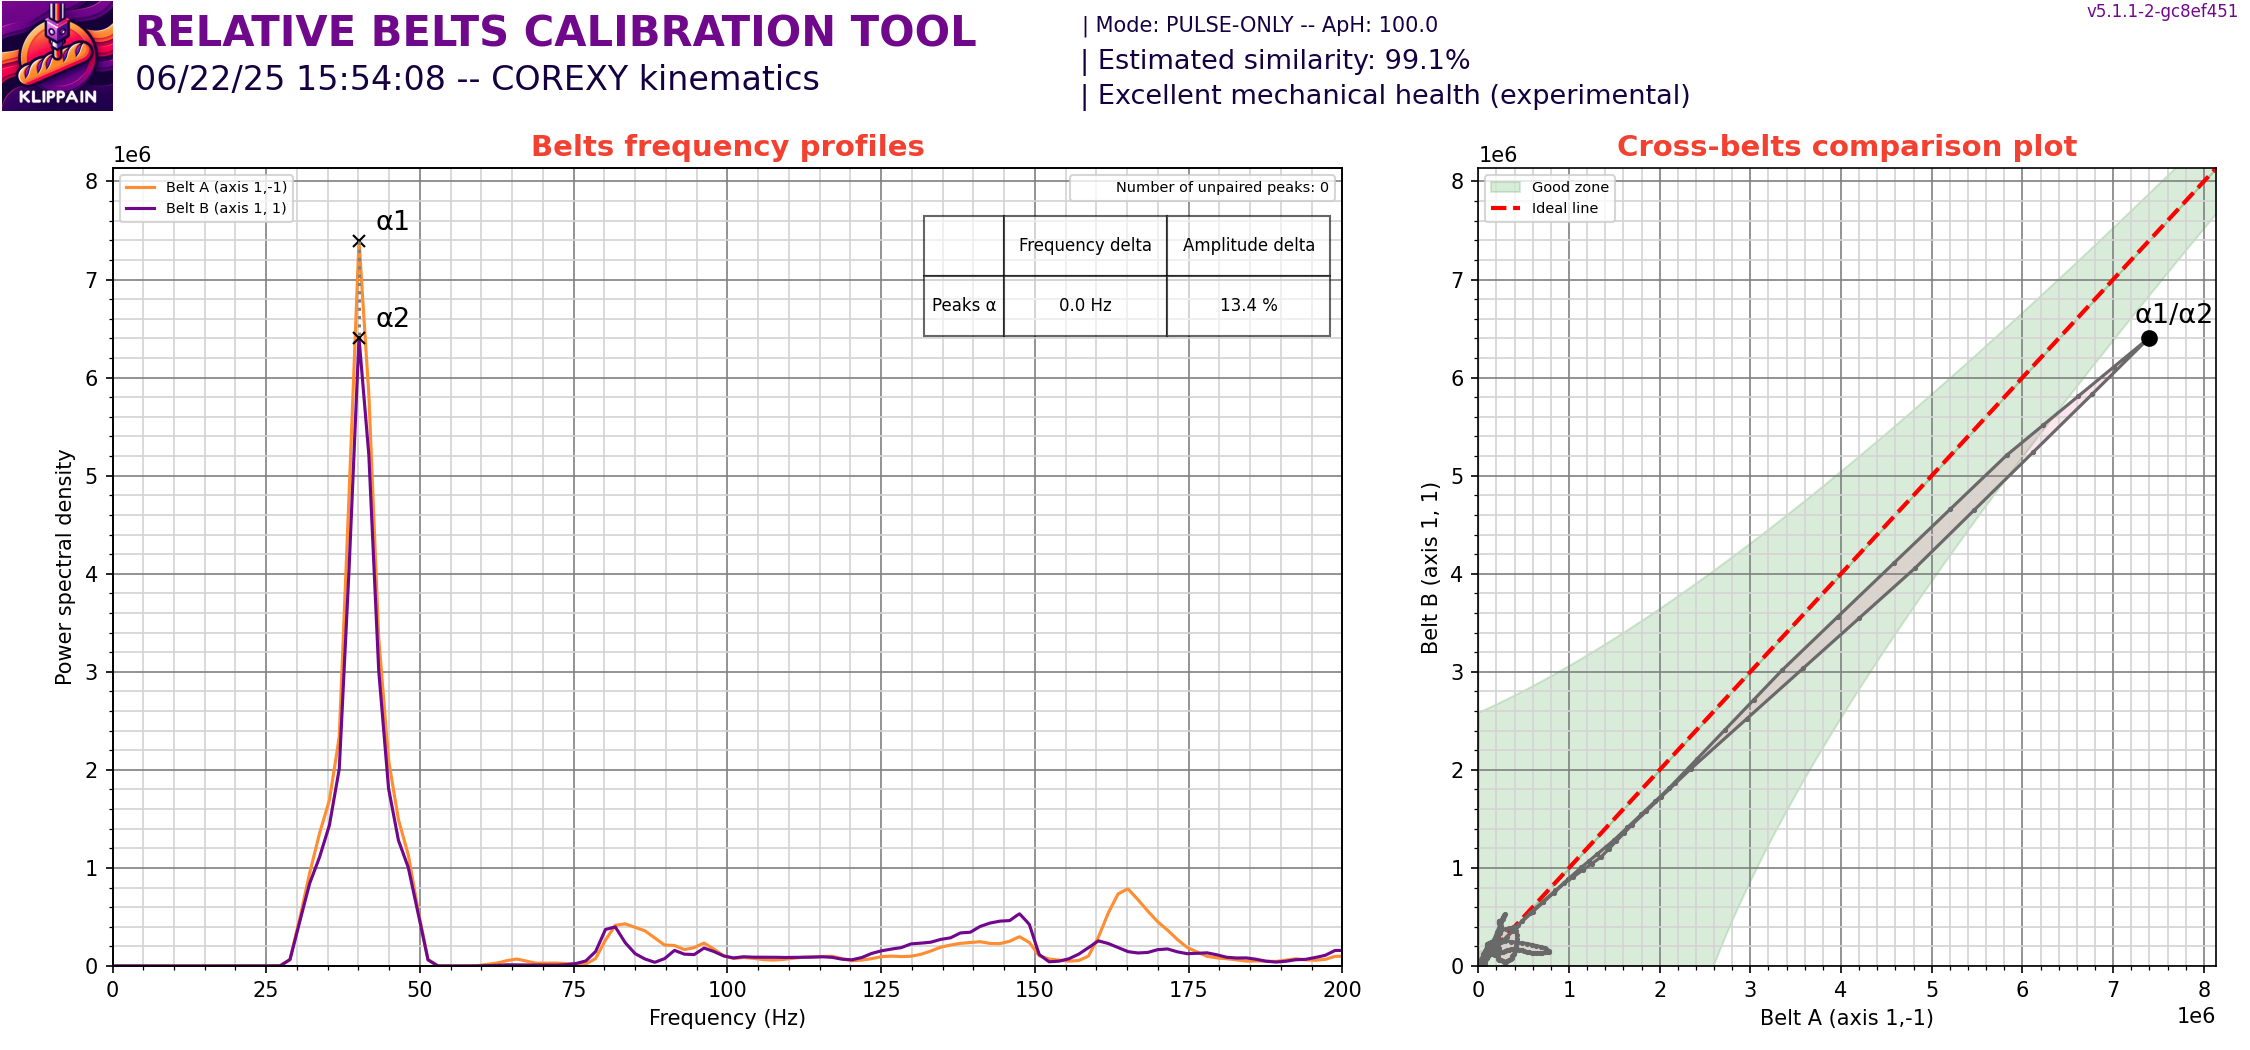 KLIPPAIN
RELATIVE BELTS CALIBRATION TOOL
06/22/25 15:54:08 -- COREXY kinematics
| Mode: PULSE-ONLY -- ApH: 100.0
| Estimated similarity: 99.1%
| Excellent mechanical health (experimental)
v5.1.1-2-gc8ef451
Belts frequency profiles
1e6
Belt A (axis 1,-1)
Belt B (axis 1, 1)
Number of unpaired peaks: 0
Frequency delta Amplitude delta
Peaks α 0.0 Hz 13.4 %
α1
α2
Power spectral density
8
7
6
5
4
3
2
1
0
0 25 50 75 100 125 150 175 200
Frequency (Hz)
Cross-belts comparison plot
1e6
Good zone
Ideal line
α1/α2
Belt B (axis 1, 1)
8
7
6
5
4
3
2
1
0
0 1 2 3 4 5 6 7 8
Belt A (axis 1,-1)
1e6